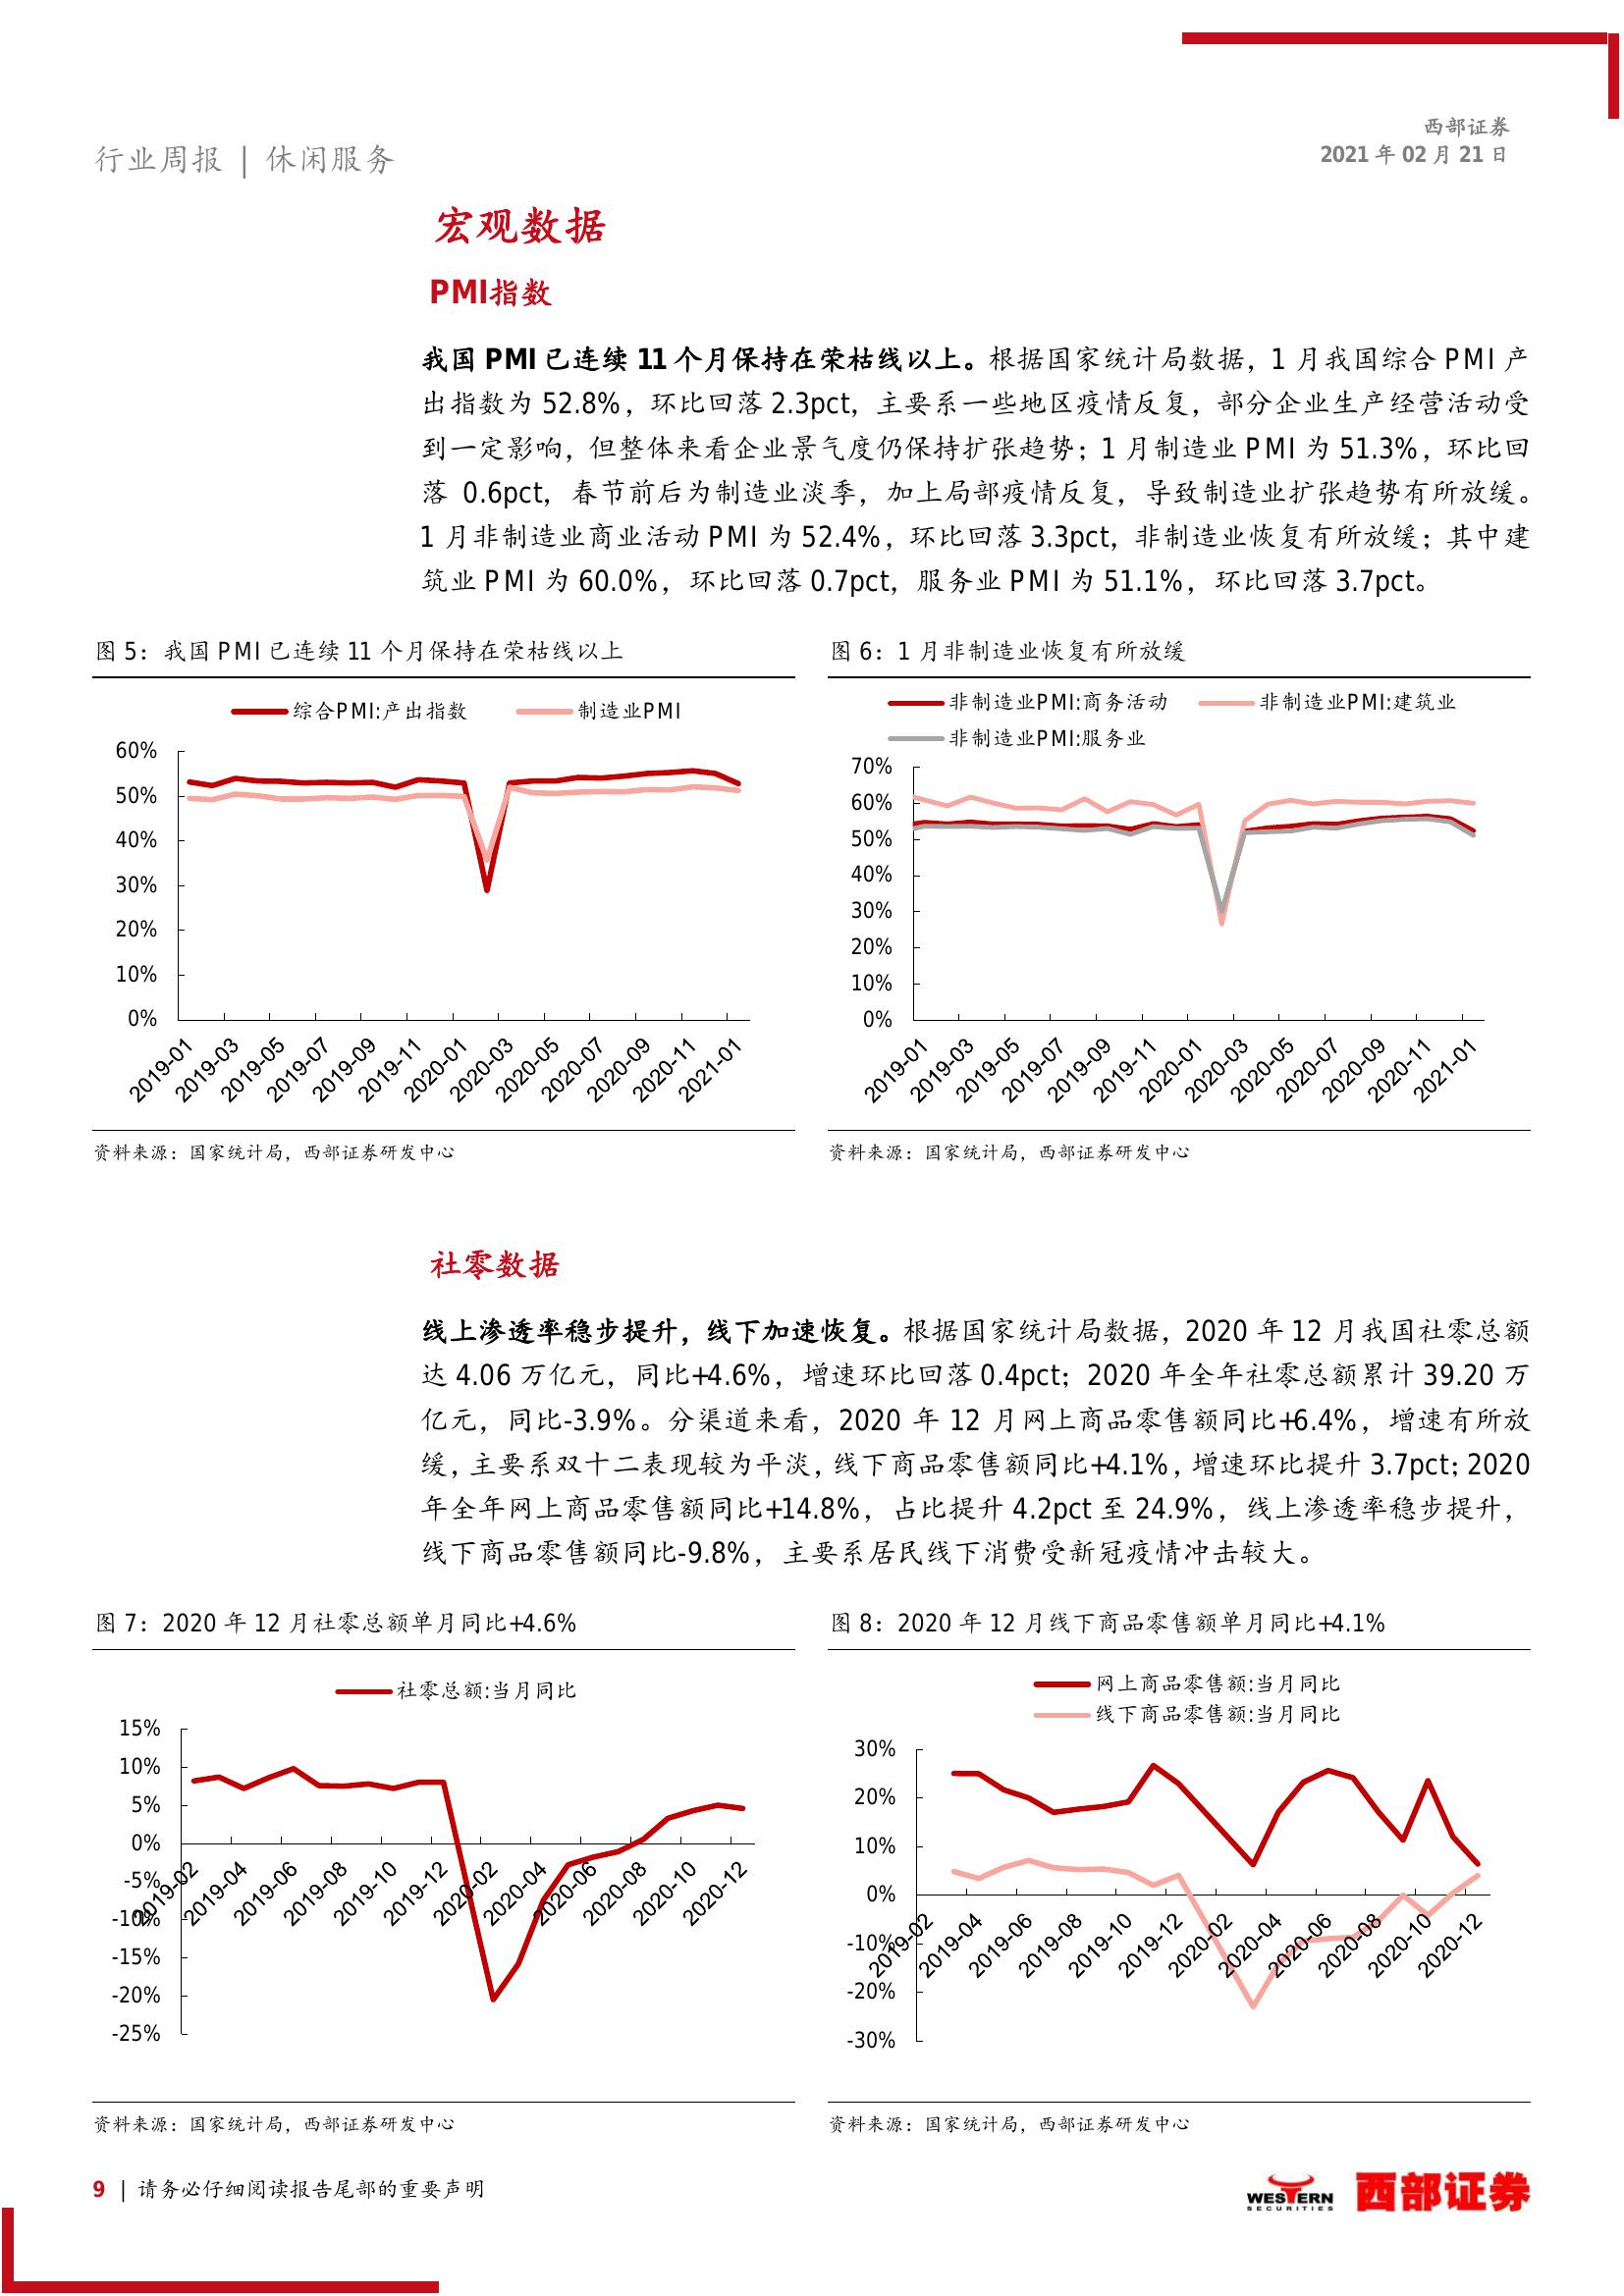 西部证券
2021 年 02 月 21 日
行业周报 | 休闲服务
宏观数据
PMI指数
我国 PMI 已连续 11 个月保持在荣枯线以上。根据国家统计局数据，1 月我国综合 PMI 产
出指数为 52.8%，环比回落 2.3pct，主要系一些地区疫情反复，部分企业生产经营活动受
到一定影响，但整体来看企业景气度仍保持扩张趋势；1 月制造业 PMI 为 51.3%，环比回
落 0.6pct，春节前后为制造业淡季，加上局部疫情反复，导致制造业扩张趋势有所放缓。
1 月非制造业商业活动 PMI 为 52.4%，环比回落 3.3pct，非制造业恢复有所放缓；其中建
筑业 PMI 为 60.0%，环比回落 0.7pct，服务业 PMI 为 51.1%，环比回落 3.7pct。
图 5：我国 PMI 已连续 11 个月保持在荣枯线以上
综合PMI:产出指数 制造业PMI
60%
50%
40%
30%
20%
10%
0%
2019-01 2019-03 2019-05 2019-07 2019-09 2019-11 2020-01 2020-03 2020-05 2020-07 2020-09 2020-11 2021-01
资料来源：国家统计局，西部证券研发中心
图 6：1 月非制造业恢复有所放缓
非制造业PMI:商务活动 非制造业PMI:建筑业
非制造业PMI:服务业
70%
60%
50%
40%
30%
20%
10%
0%
2019-01 2019-03 2019-05 2019-07 2019-09 2019-11 2020-01 2020-03 2020-05 2020-07 2020-09 2020-11 2021-01
资料来源：国家统计局，西部证券研发中心
社零数据
线上渗透率稳步提升，线下加速恢复。根据国家统计局数据，2020 年 12 月我国社零总额
达 4.06 万亿元，同比+4.6%，增速环比回落 0.4pct；2020 年全年社零总额累计 39.20 万
亿元，同比-3.9%。分渠道来看，2020 年 12 月网上商品零售额同比+6.4%，增速有所放
缓，主要系双十二表现较为平淡，线下商品零售额同比+4.1%，增速环比提升 3.7pct；2020
年全年网上商品零售额同比+14.8%，占比提升 4.2pct 至 24.9%，线上渗透率稳步提升，
线下商品零售额同比-9.8%，主要系居民线下消费受新冠疫情冲击较大。
图 7：2020 年 12 月社零总额单月同比+4.6%
社零总额:当月同比
15%
10%
5%
0%
-5%
-10%
-15%
-20%
-25%
2019-02 2019-04 2019-06 2019-08 2019-10 2019-12 2020-02 2020-04 2020-06 2020-08 2020-10 2020-12
资料来源：国家统计局，西部证券研发中心
图 8：2020 年 12 月线下商品零售额单月同比+4.1%
网上商品零售额:当月同比
线下商品零售额:当月同比
30%
20%
10%
0%
-10%
-20%
-30%
2019-02 2019-04 2019-06 2019-08 2019-10 2019-12 2020-02 2020-04 2020-06 2020-08 2020-10 2020-12
资料来源：国家统计局，西部证券研发中心
9 | 请务必仔细阅读报告尾部的重要声明
WESTERN
SECURITIES
西部证券